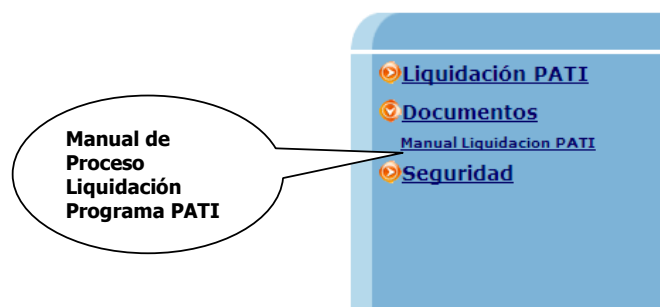 Manual de
Proceso
Liquidación
Programa PATI
Liquidación PATI
Documentos
Manual Liquidacion PATI
Seguridad